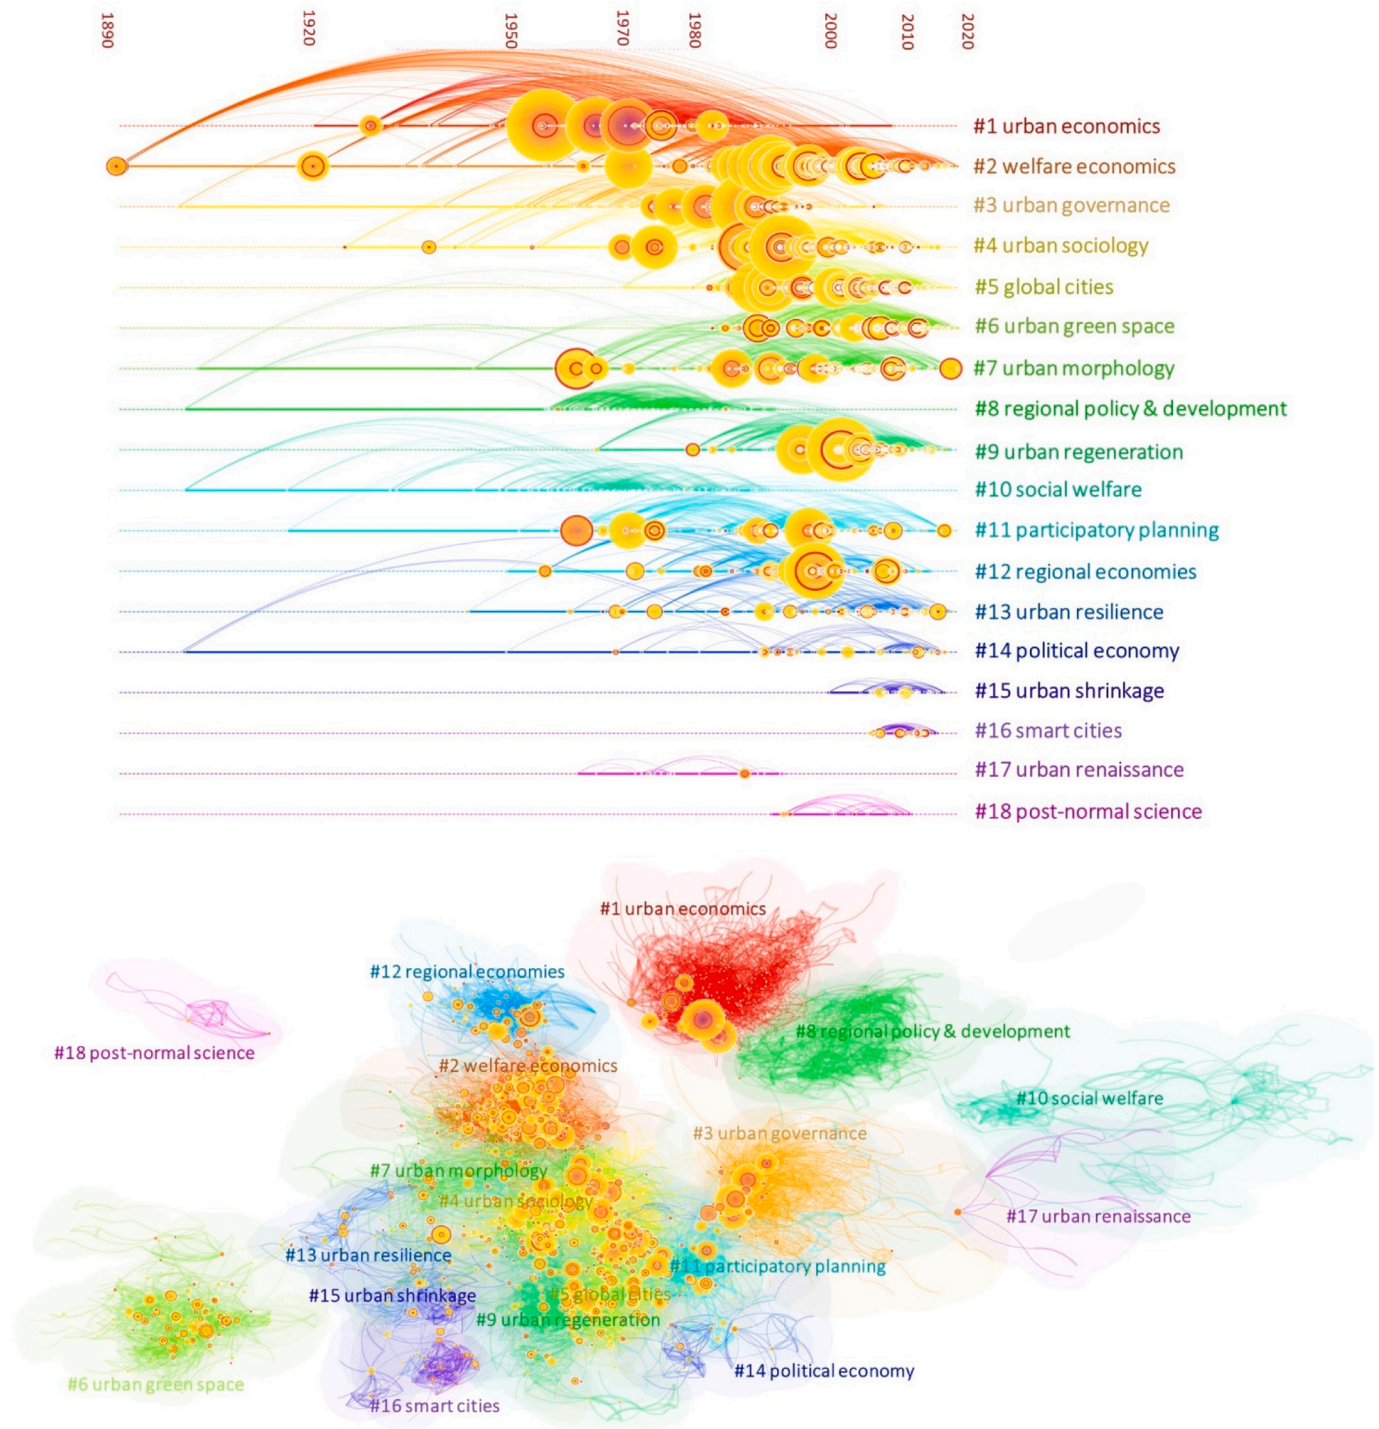 1890
1920
1950
1970
1980
2000
2010
2020
#1 urban economics
#2 welfare economics
#3 urban governance
#4 urban sociology
#5 global cities
#6 urban green space
#7 urban morphology
#8 regional policy & development
#9 urban regeneration
#10 social welfare
#11 participatory planning
#12 regional economies
#13 urban resilience
#14 political economy
#15 urban shrinkage
#16 smart cities
#17 urban renaissance
#18 post-normal science
#1 urban economics
#12 regional economies
#8 regional policy & development
#18 post-normal science
#2 welfare economics
#10 social welfare
#3 urban governance
#7 urban morphology
#4 urban sociology
#17 urban renaissance
#13 urban resilience
#11 participatory planning
#15 urban shrinkage
#5 global cities
#9 urban regeneration
#14 political economy
#6 urban green space
#16 smart cities